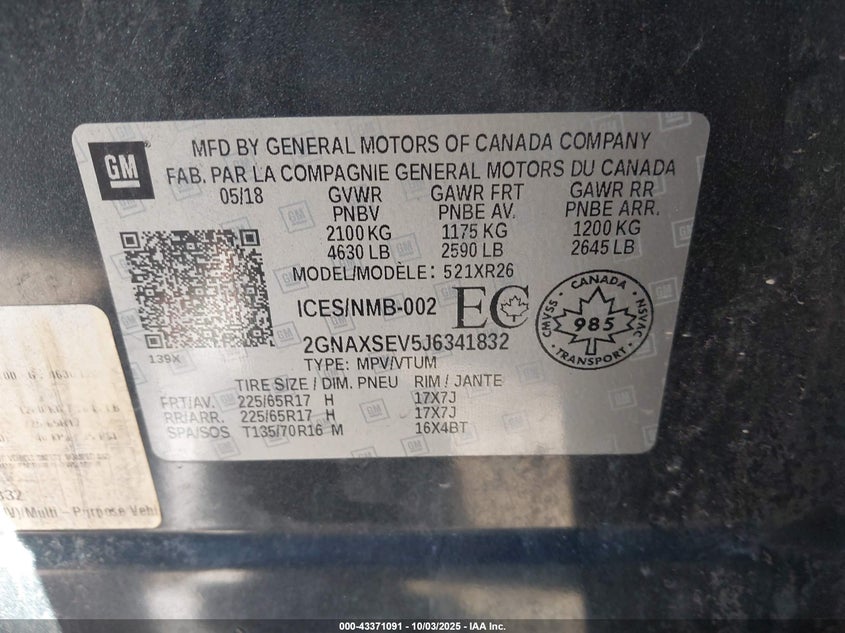 GM
MFD BY GENERAL MOTORS OF CANADA COMPANY
FAB. PAR LA COMPAGNIE GENERAL MOTORS DU CANADA
05/18 GVWR GAWR FRT GAWR RR
PNBV PNBE AV. PNBE ARR.
2100 KG 1175 KG 1200 KG
4630 LB 2590 LB 2645 LB
MODEL/MODÈLE: 521XR26
ICES/NMB-002 EC
CANADA
CMVSS 985 NSVAC
TRANSPORT
139X
2GNAXSEV5J6341832
TYPE: MPV/VTUM
TIRE SIZE / DIM. PNEU RIM / JANTE
FRT/AV. 225/65R17 H 17X7J
RR/ARR. 225/65R17 H 17X7J
SPA/SOS T135/70R16 M 16X4BT
832
Multi - Purpose Vehi
000-43371091 - 10/03/2025 - IAA Inc.